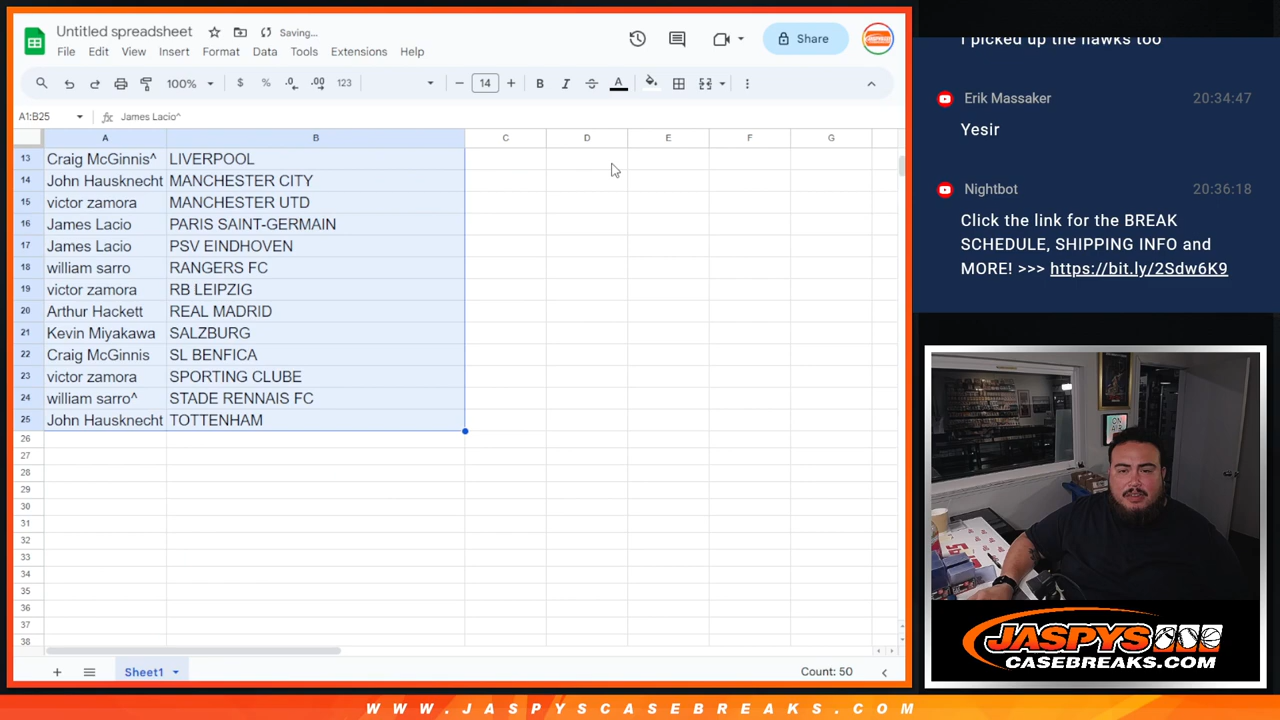 Untitled spreadsheet
Saving...
File Edit View Insert Format Data Tools Extensions Help
Share
100% $ % .0 .00 123 14 B I A
A1:B25 fx James Lacio^
A B C D E F G
13 Craig McGinnis^ LIVERPOOL
14 John Hausknecht MANCHESTER CITY
15 victor zamora MANCHESTER UTD
16 James Lacio PARIS SAINT-GERMAIN
17 James Lacio PSV EINDHOVEN
18 william sarro RANGERS FC
19 victor zamora RB LEIPZIG
20 Arthur Hackett REAL MADRID
21 Kevin Miyakawa SALZBURG
22 Craig McGinnis SL BENFICA
23 victor zamora SPORTING CLUBE
24 william sarro^ STADE RENNAIS FC
25 John Hausknecht TOTTENHAM
26
27
28
29
30
31
32
33
34
35
36
37
38
Sheet1
Count: 50
I picked up the hawks too
Erik Massaker 20:34:47
Yesir
Nightbot 20:36:18
Click the link for the BREAK
SCHEDULE, SHIPPING INFO and
MORE! >>> https://bit.ly/2Sdw6K9
JASPYS
CASEBREAKS.COM
WWW.JASPYSCASEBREAKS.COM